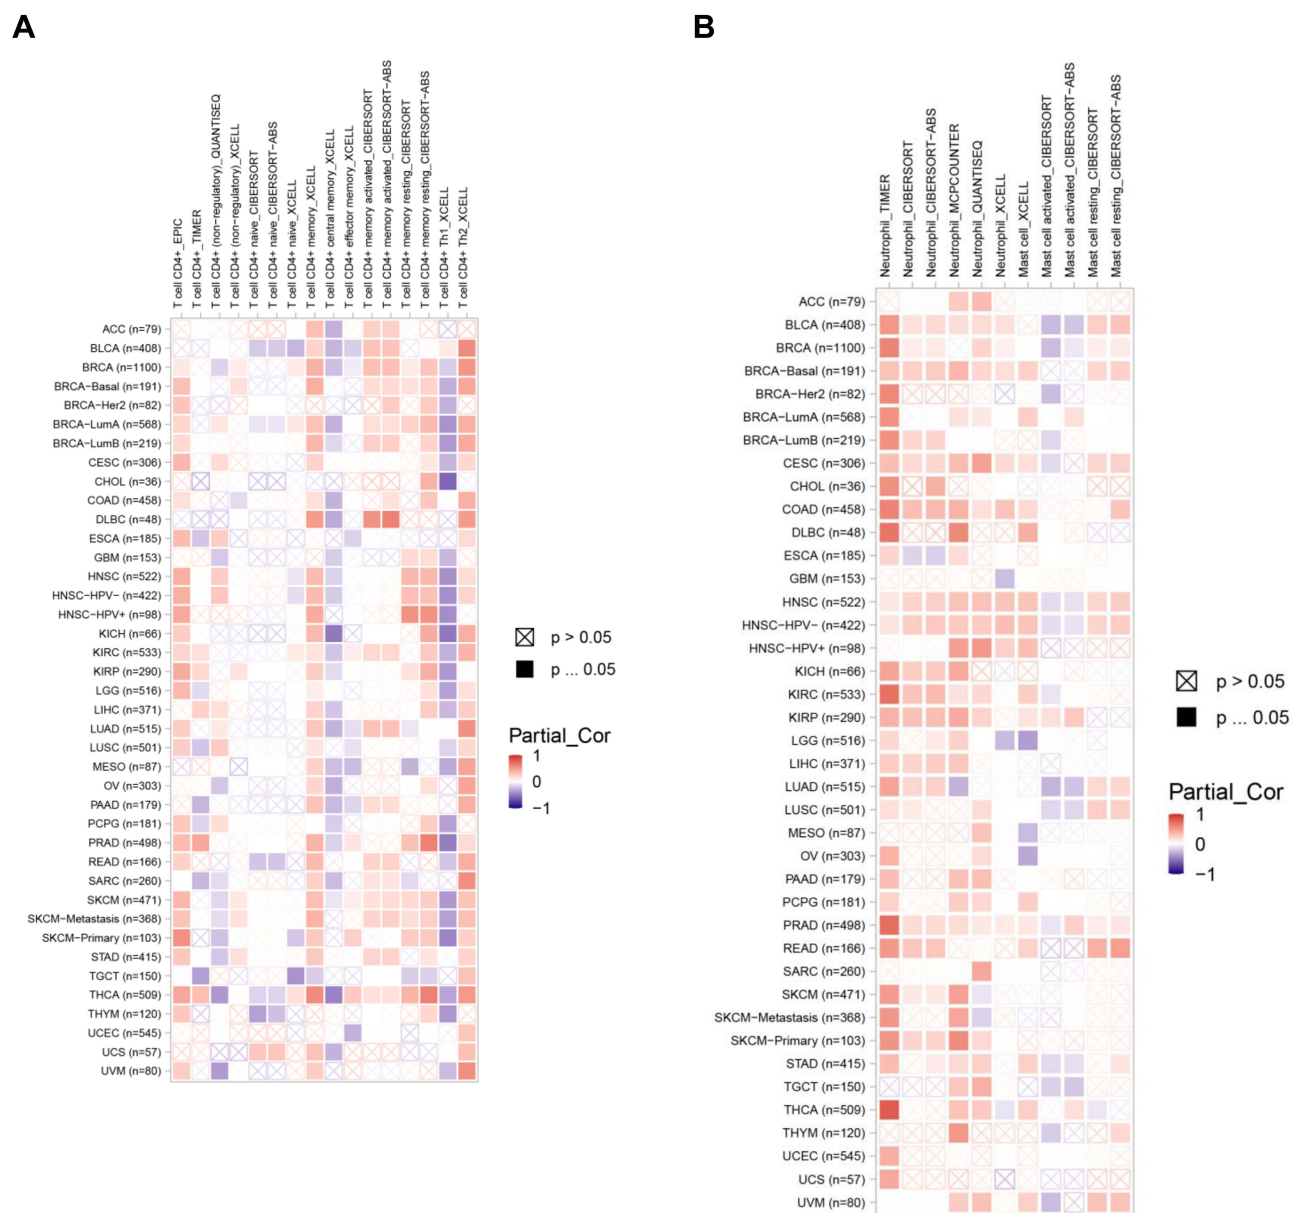 A
T cell CD4+_EPIC
T cell CD4+_TIMER
T cell CD4+ (non-regulatory)_QUANTISEQ
T cell CD4+ (non-regulatory)_XCELL
T cell CD4+ naive_CIBERSORT
T cell CD4+ naive_CIBERSORT-ABS
T cell CD4+ naive_XCELL
T cell CD4+ memory_XCELL
T cell CD4+ central memory_XCELL
T cell CD4+ effector memory_XCELL
T cell CD4+ memory activated_CIBERSORT
T cell CD4+ memory activated_CIBERSORT-ABS
T cell CD4+ memory resting_CIBERSORT
T cell CD4+ memory resting_CIBERSORT-ABS
T cell CD4+ Th1_XCELL
T cell CD4+ Th2_XCELL
ACC (n=79)
BLCA (n=408)
BRCA (n=1100)
BRCA-Basal (n=191)
BRCA-Her2 (n=82)
BRCA-LumA (n=568)
BRCA-LumB (n=219)
CESC (n=306)
CHOL (n=36)
COAD (n=458)
DLBC (n=48)
ESCA (n=185)
GBM (n=153)
HNSC (n=522)
HNSC-HPV- (n=422)
HNSC-HPV+ (n=98)
KICH (n=66)
KIRC (n=533)
KIRP (n=290)
LGG (n=516)
LIHC (n=371)
LUAD (n=515)
LUSC (n=501)
MESO (n=87)
OV (n=303)
PAAD (n=179)
PCPG (n=181)
PRAD (n=498)
READ (n=166)
SARC (n=260)
SKCM (n=471)
SKCM-Metastasis (n=368)
SKCM-Primary (n=103)
STAD (n=415)
TGCT (n=150)
THCA (n=509)
THYM (n=120)
UCEC (n=545)
UCS (n=57)
UVM (n=80)
p > 0.05
p ... 0.05
Partial_Cor
1
0
-1
B
Neutrophil_TIMER
Neutrophil_CIBERSORT
Neutrophil_CIBERSORT-ABS
Neutrophil_MCPCOUNTER
Neutrophil_QUANTISEQ
Neutrophil_XCELL
Mast cell_XCELL
Mast cell activated_CIBERSORT
Mast cell activated_CIBERSORT-ABS
Mast cell resting_CIBERSORT
Mast cell resting_CIBERSORT-ABS
ACC (n=79)
BLCA (n=408)
BRCA (n=1100)
BRCA-Basal (n=191)
BRCA-Her2 (n=82)
BRCA-LumA (n=568)
BRCA-LumB (n=219)
CESC (n=306)
CHOL (n=36)
COAD (n=458)
DLBC (n=48)
ESCA (n=185)
GBM (n=153)
HNSC (n=522)
HNSC-HPV- (n=422)
HNSC-HPV+ (n=98)
KICH (n=66)
KIRC (n=533)
KIRP (n=290)
LGG (n=516)
LIHC (n=371)
LUAD (n=515)
LUSC (n=501)
MESO (n=87)
OV (n=303)
PAAD (n=179)
PCPG (n=181)
PRAD (n=498)
READ (n=166)
SARC (n=260)
SKCM (n=471)
SKCM-Metastasis (n=368)
SKCM-Primary (n=103)
STAD (n=415)
TGCT (n=150)
THCA (n=509)
THYM (n=120)
UCEC (n=545)
UCS (n=57)
UVM (n=80)
p > 0.05
p ... 0.05
Partial_Cor
1
0
-1